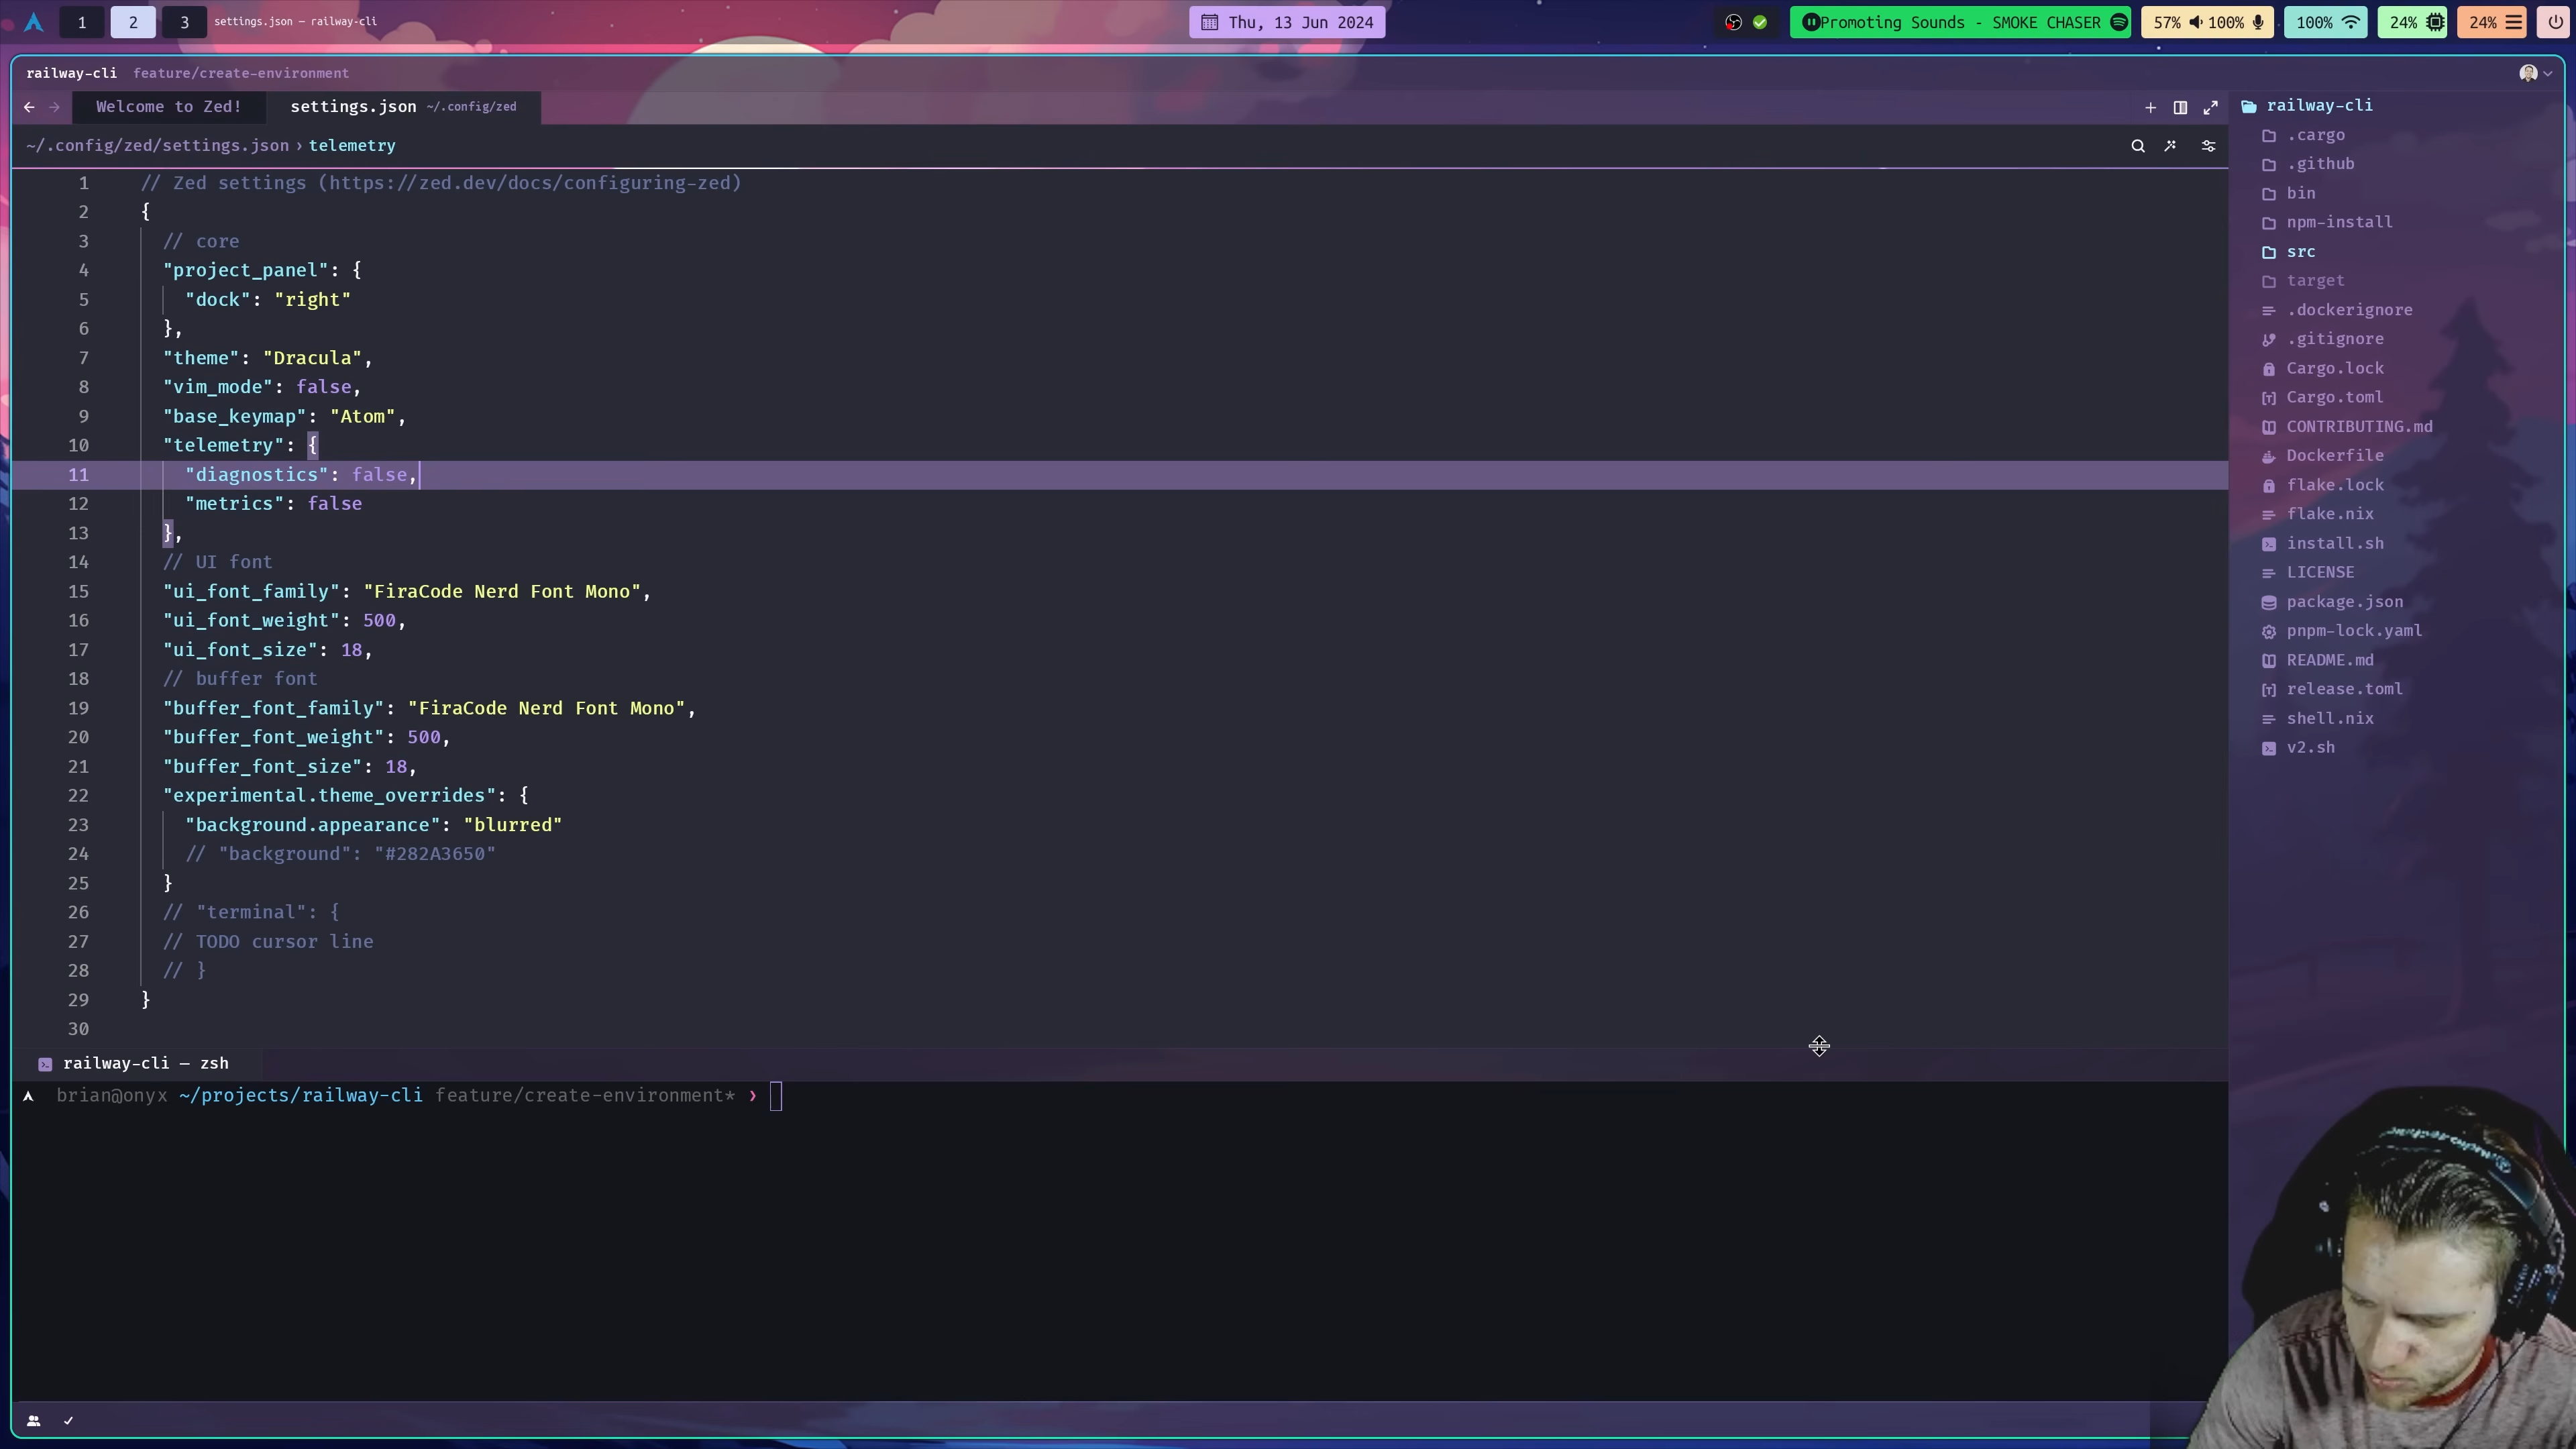 1 2 3 settings.json — railway-cli Thu, 13 Jun 2024 Promoting Sounds - SMOKE CHASER 57% 100% 100% 24% 24%
railway-cli feature/create-environment
Welcome to Zed! settings.json ~/.config/zed
~/.config/zed/settings.json › telemetry
1 // Zed settings (https://zed.dev/docs/configuring-zed)
2 {
3 // core
4 "project_panel": {
5 "dock": "right"
6 },
7 "theme": "Dracula",
8 "vim_mode": false,
9 "base_keymap": "Atom",
10 "telemetry": {
11 "diagnostics": false,
12 "metrics": false
13 },
14 // UI font
15 "ui_font_family": "FiraCode Nerd Font Mono",
16 "ui_font_weight": 500,
17 "ui_font_size": 18,
18 // buffer font
19 "buffer_font_family": "FiraCode Nerd Font Mono",
20 "buffer_font_weight": 500,
21 "buffer_font_size": 18,
22 "experimental.theme_overrides": {
23 "background.appearance": "blurred"
24 // "background": "#282A3650"
25 }
26 // "terminal": {
27 // TODO cursor line
28 // }
29 }
30
railway-cli — zsh
brian@onyx ~/projects/railway-cli feature/create-environment* ❯
railway-cli
.cargo
.github
bin
npm-install
src
target
.dockerignore
.gitignore
Cargo.lock
Cargo.toml
CONTRIBUTING.md
Dockerfile
flake.lock
flake.nix
install.sh
LICENSE
package.json
pnpm-lock.yaml
README.md
release.toml
shell.nix
v2.sh